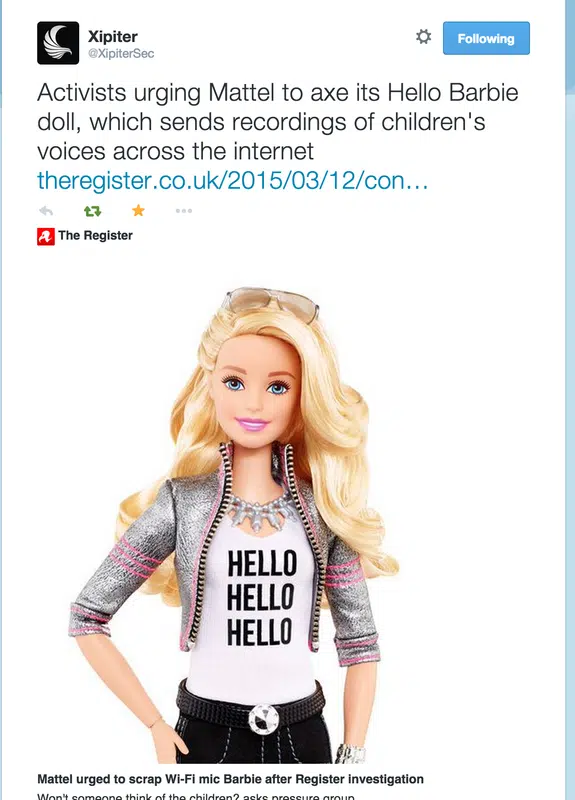 Xipiter
@XipiterSec
Following
Activists urging Mattel to axe its Hello Barbie
doll, which sends recordings of children's
voices across the internet
theregister.co.uk/2015/03/12/con…
The Register
HELLO
HELLO
HELLO
Mattel urged to scrap Wi-Fi mic Barbie after Register investigation
Won't someone think of the children? asks pressure group